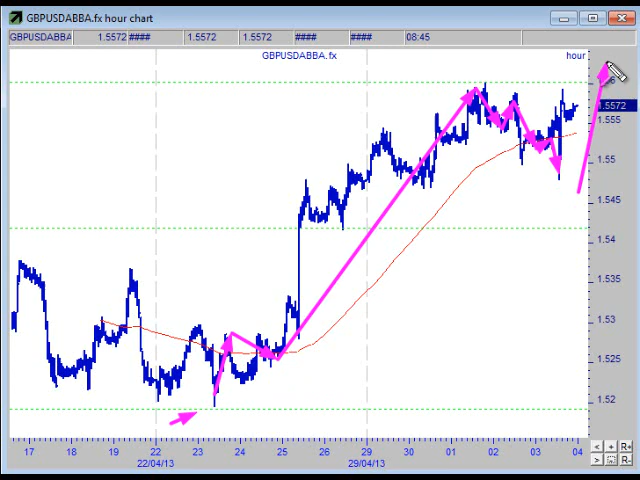 GBPUSDABBA.fx hour chart
GBPUSDABBA 1.5572 #### 1.5572 1.5572 #### #### 08:45
GBPUSDABBA.fx hour
1.5572
1.555
1.55
1.545
1.54
1.535
1.53
1.525
1.52
17 18 22 23 24 25 26 29 30 01 02 03 04
22/04/13 29/04/13
< + R+
> R-